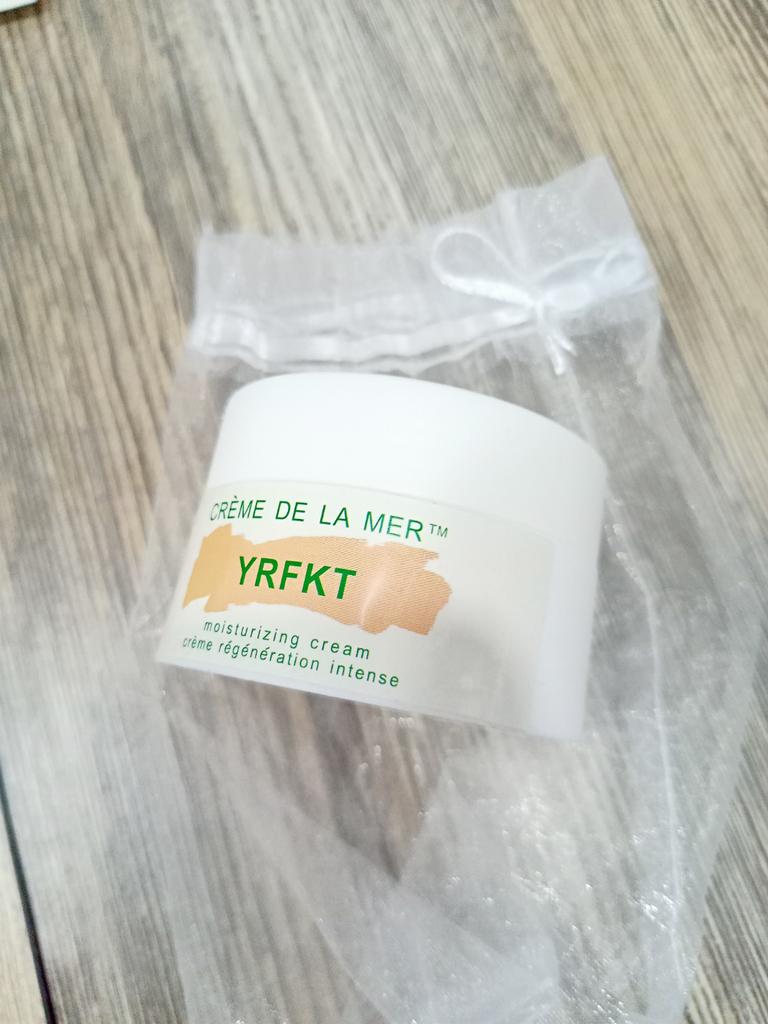 CRÈME DE LA MER™
YRFKT
moisturizing cream
crème régénération intense